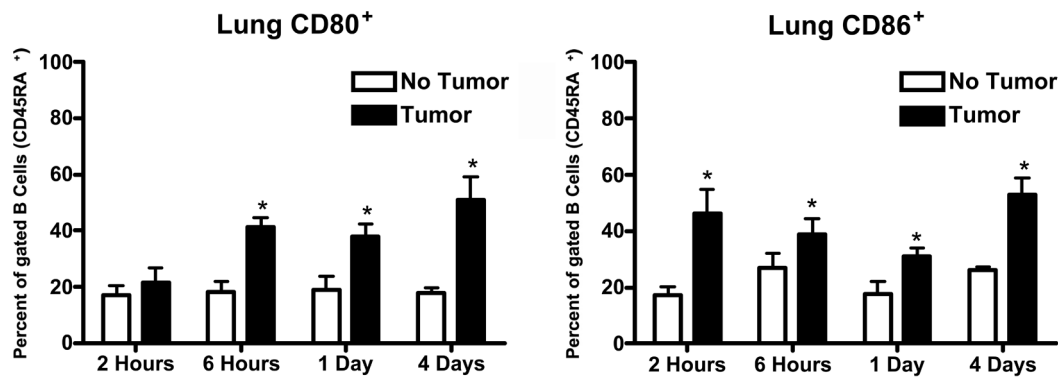 Lung CD80+
Percent of gated B Cells (CD45RA +)
100
80
60
40
20
0
No Tumor
Tumor
*
*
*
2 Hours
6 Hours
1 Day
4 Days
Lung CD86+
Percent of gated B Cells (CD45RA +)
100
80
60
40
20
0
No Tumor
Tumor
*
*
*
*
2 Hours
6 Hours
1 Day
4 Days